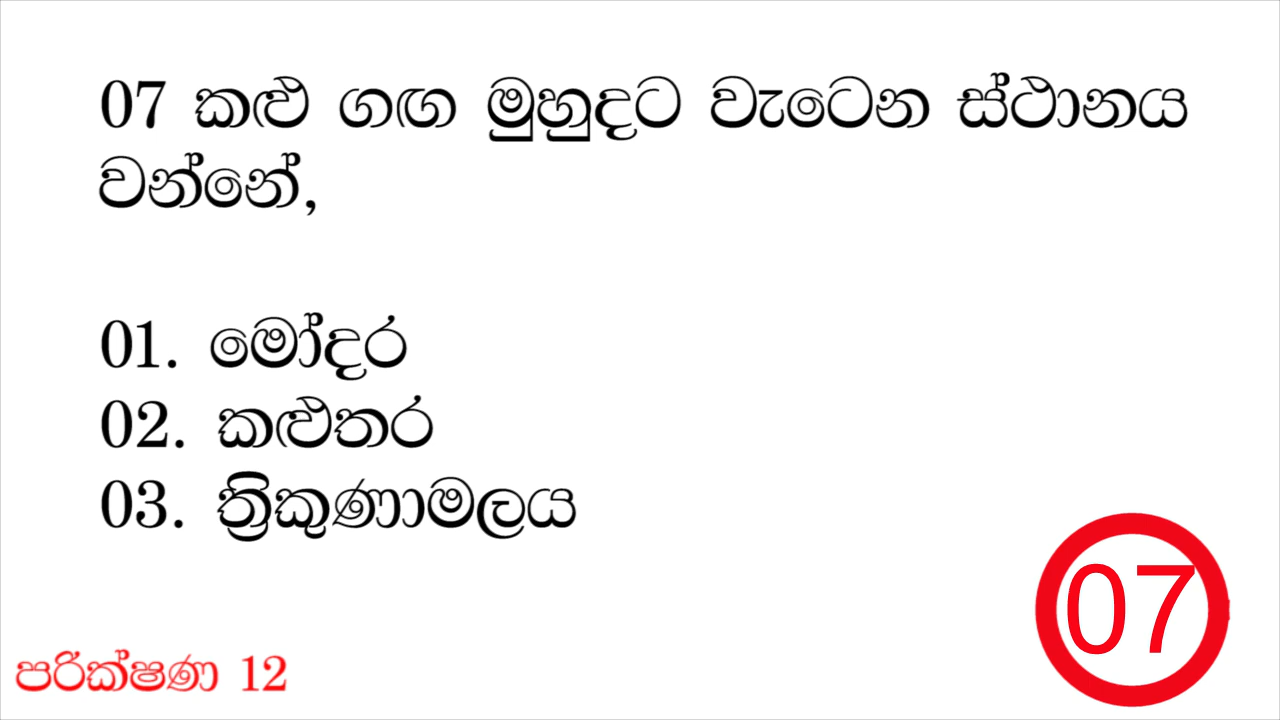 07 කළු ගඟ මුහුදට වැටෙන ස්ථානය
වන්නේ,
01. මෝදර
02. කළුතර
03. ත්‍රිකුණාමලය
07
පරික්ෂණ 12